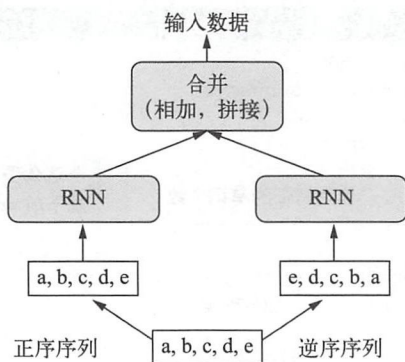 输入数据
合并
(相加, 拼接)
RNN
RNN
a, b, c, d, e
e, d, c, b, a
正序序列
a, b, c, d, e
逆序序列